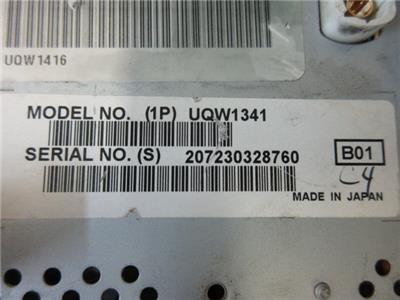 UQW1416
MODEL NO. (1P) UQW1341
SERIAL NO. (S) 207230328760
B01
C4
MADE IN JAPAN